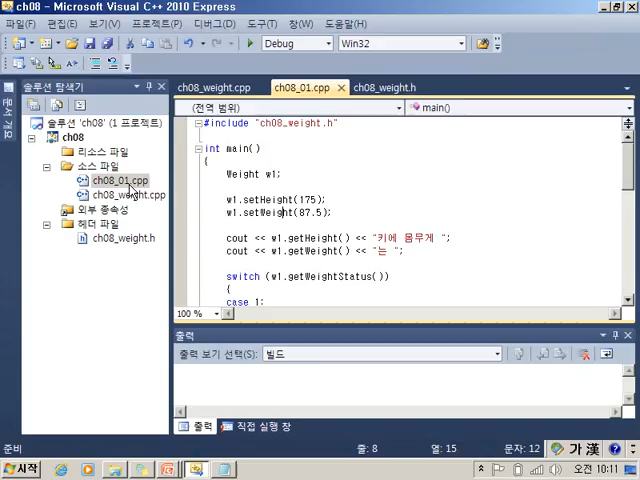 ch08 - Microsoft Visual C++ 2010 Express
파일(F) 편집(E) 보기(V) 프로젝트(P) 디버그(D) 도구(T) 창(W) 도움말(H)
Debug Win32
문서 개요
솔루션 탐색기
솔루션 'ch08' (1 프로젝트)
ch08
리소스 파일
소스 파일
ch08_01.cpp
ch08_weight.cpp
외부 종속성
헤더 파일
ch08_weight.h
ch08_weight.cpp ch08_01.cpp ch08_weight.h
(전역 범위) main()
#include "ch08_weight.h"
int main()
{
Weight w1;
w1.setHeight(175);
w1.setWeight(87.5);
cout << w1.getHeight() << "키에 몸무게 ";
cout << w1.getWeight() << "는 ";
switch (w1.getWeightStatus())
{
case 1:
100 %
출력
출력 보기 선택(S): 빌드
출력 직접 실행 창
준비 줄: 8 열: 15 문자: 12
가 漢
시작 오전 10:11